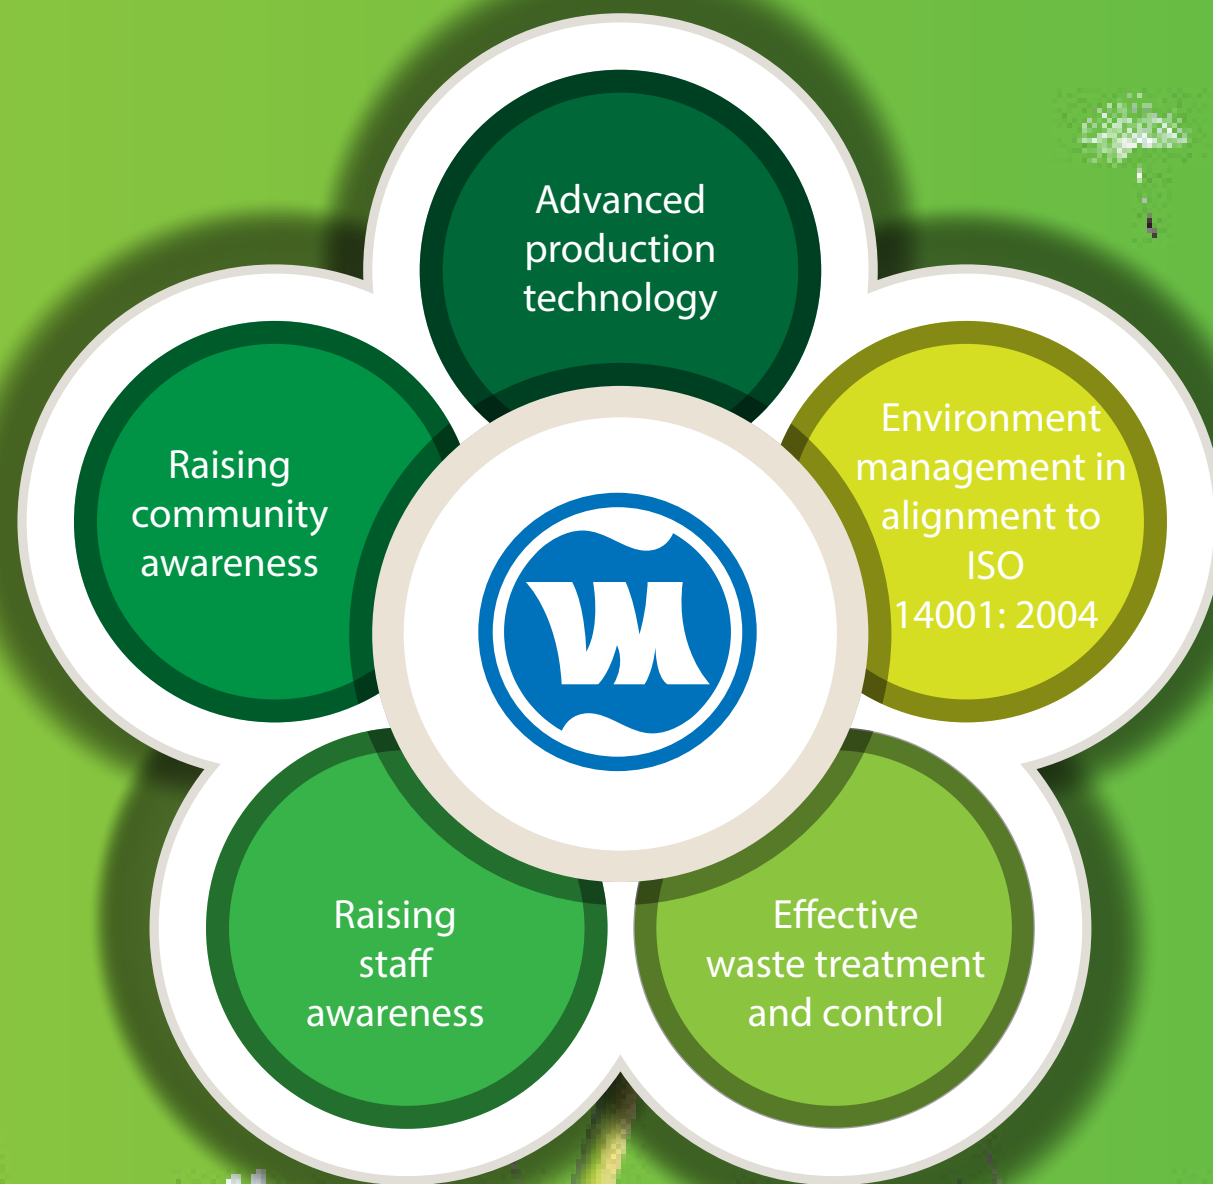 Advanced
production
technology
Environment
management in
alignment to
ISO
14001: 2004
Effective
waste treatment
and control
Raising
staff
awareness
Raising
community
awareness
VM